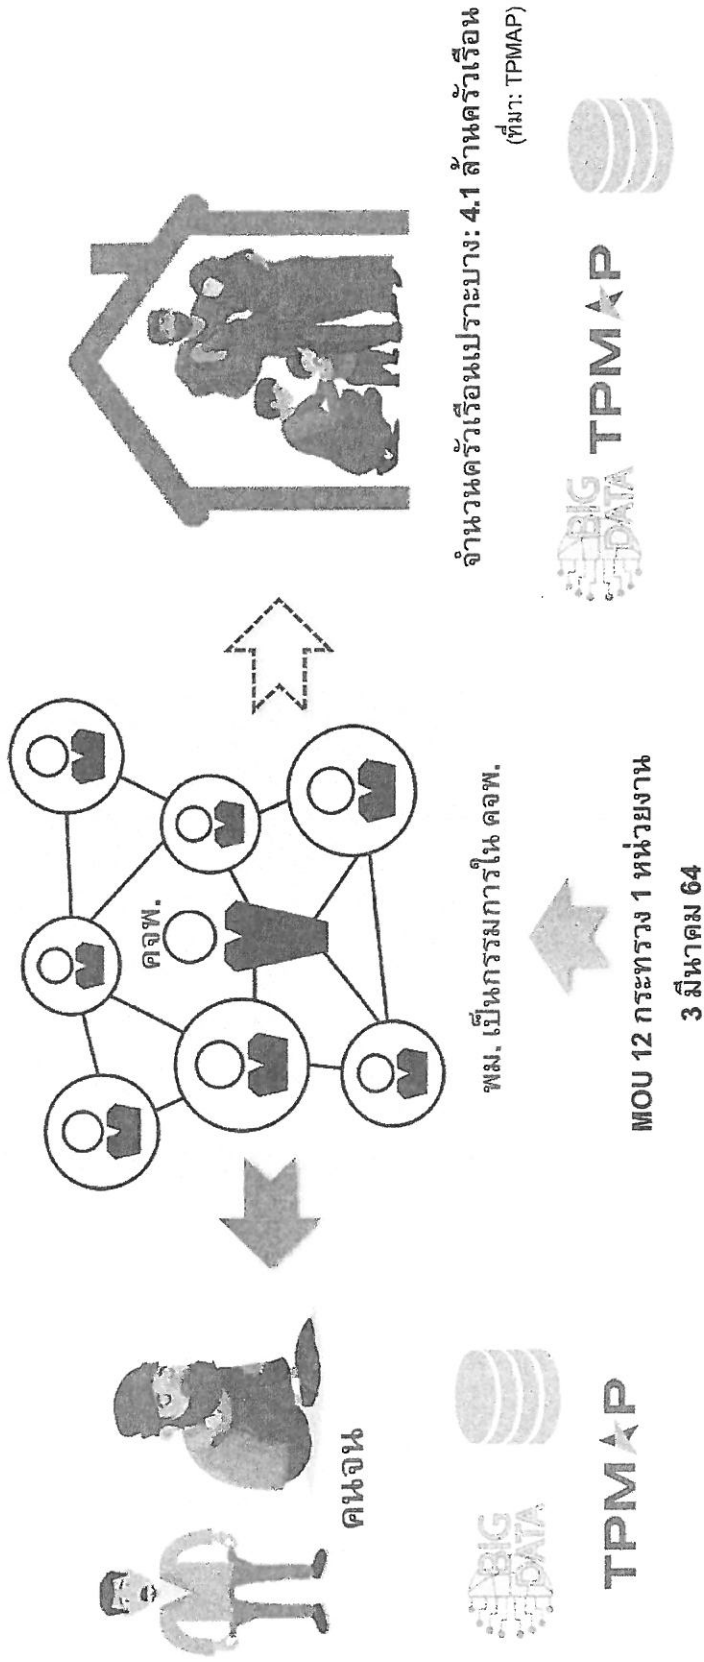 คนจน
BIG
DATA
TPMAP
คจพ.
พม. เป็นกรรมการใน คจพ.
MOU 12 กระทรวง 1 หน่วยงาน
3 มีนาคม 64
จำนวนครัวเรือนเปราะบาง: 4.1 ล้านครัวเรือน
(ที่มา: TPMAP)
BIG
DATA
TPMAP